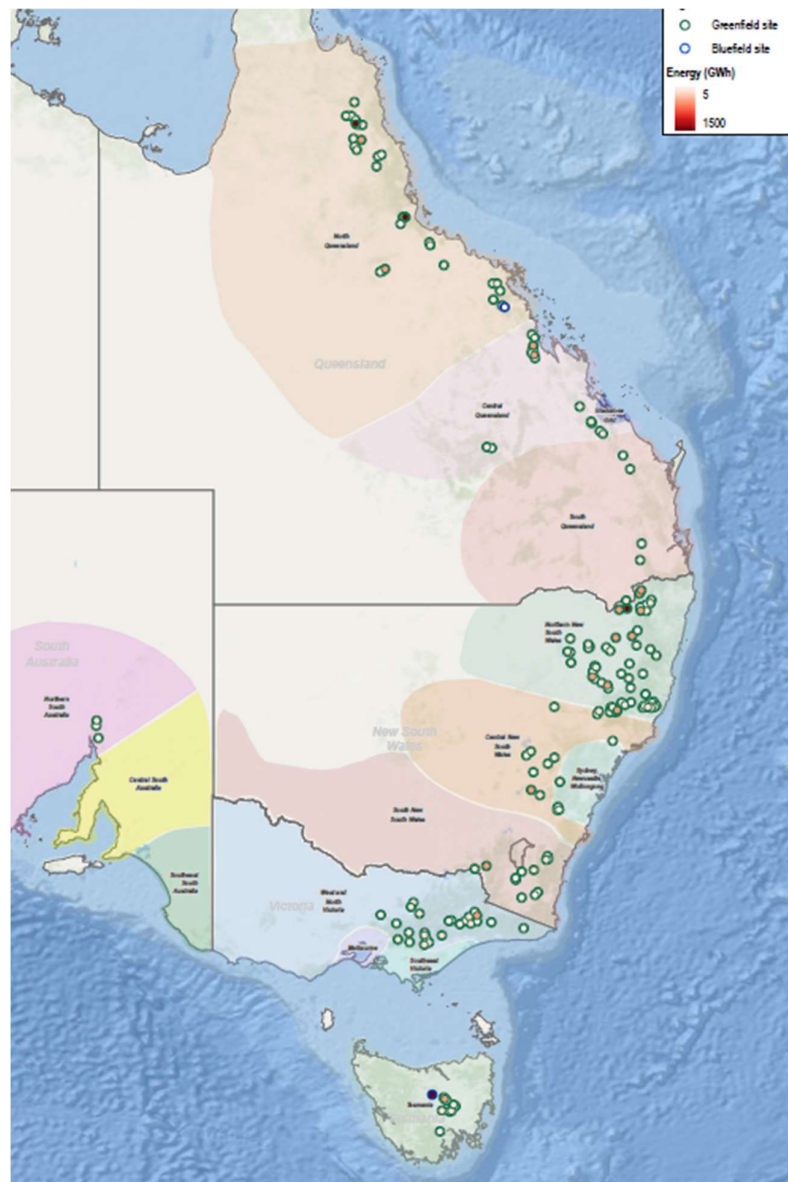 Greenfield site
Bluefield site
Energy (GWh)
5
1500
North
Queensland
Queensland
Central
Queensland
Gladstone
South
Queensland
Northern New
South
Wales
South
Australia
Northern
South
Australia
New South
Wales
Central New
South
Wales
Central South
Australia
Sydney
Newcastle
Wollongong
South New
South Wales
Southeast
South
Australia
West and
North
Victoria
Victoria
Melbourne
Southeast
Victoria
Tasmania